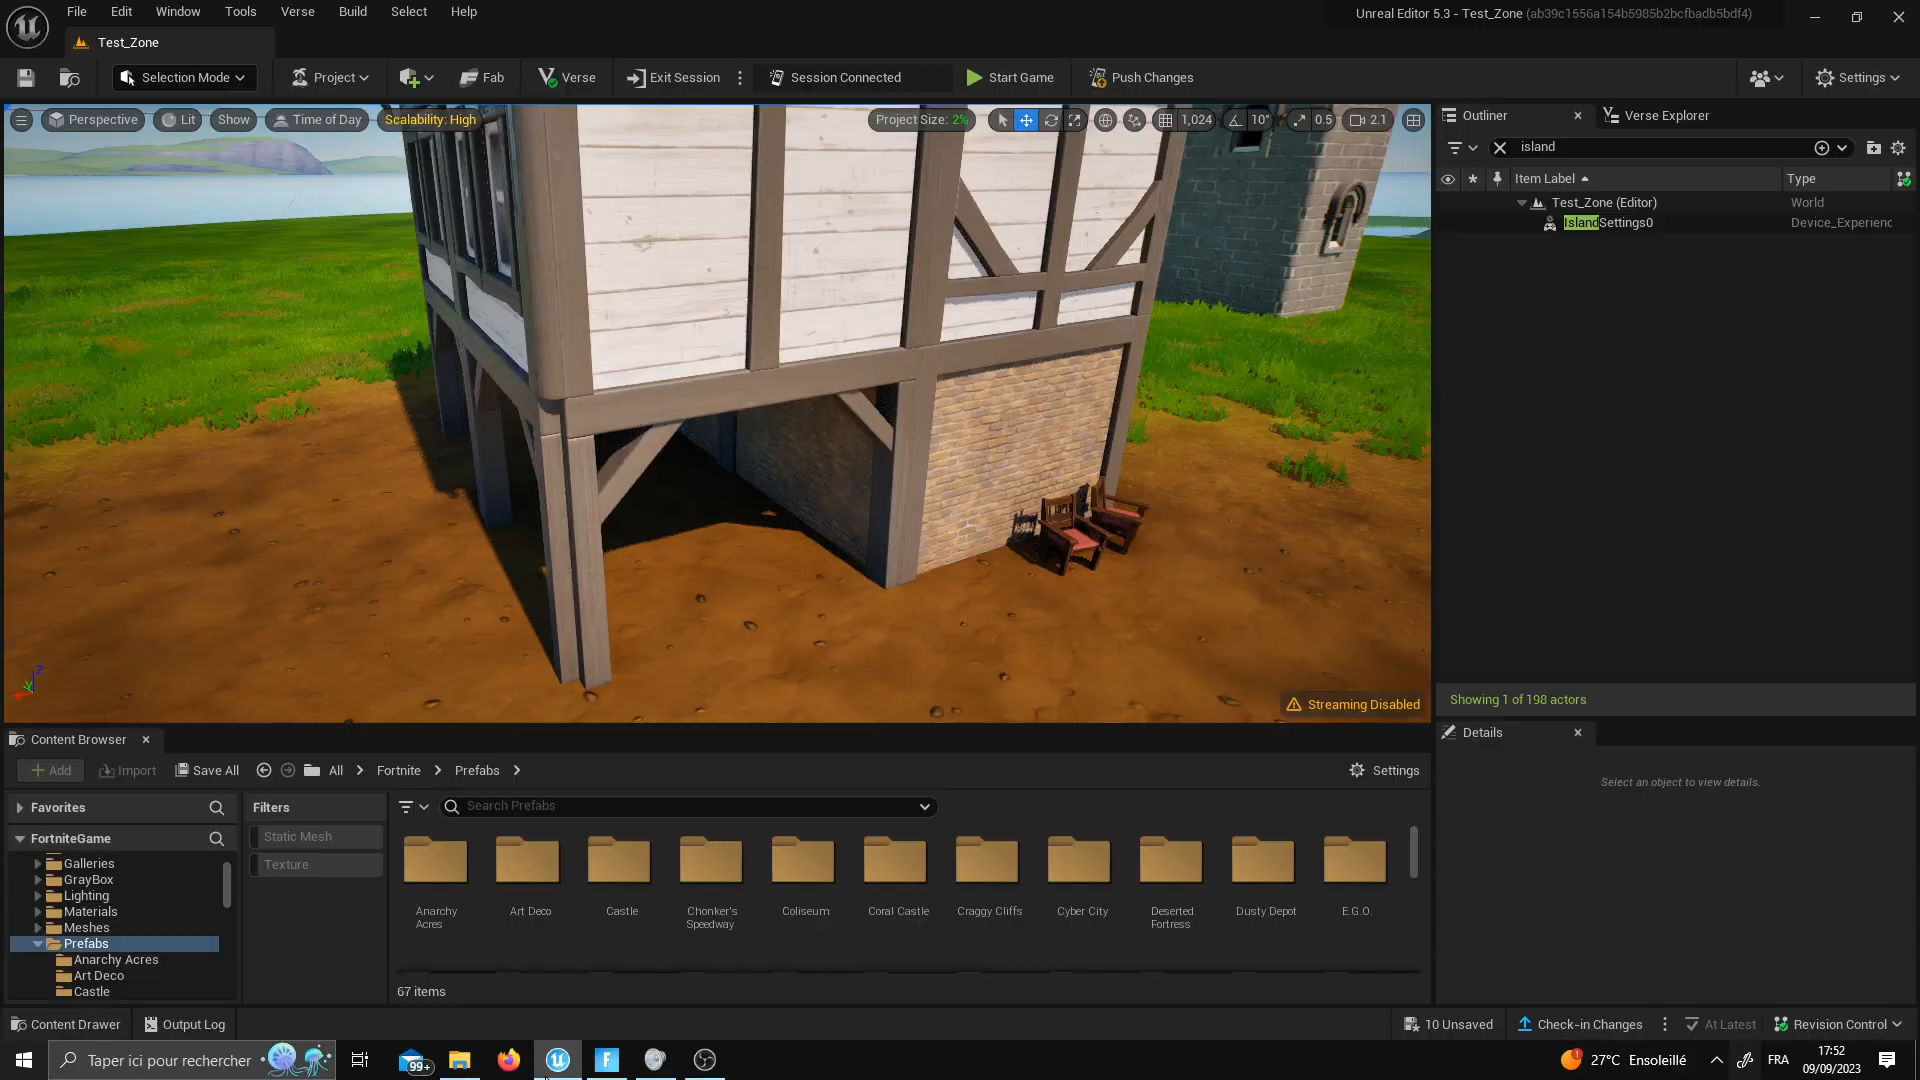 File Edit Window Tools Verse Build Select Help
Unreal Editor 5.3 - Test_Zone (ab39c1556a154b5985b2bcfbadb5bdf4)
Test_Zone
Selection Mode Project Fab Verse Exit Session Session Connected Start Game Push Changes Settings
Perspective Lit Show Time of Day Scalability: High Project Size: 2% 1,024 10° 0.5 2.1
Outliner Verse Explorer
island
Item Label Type
Test_Zone (Editor) World
IslandSettings0 Device_Experienc
Z
Streaming Disabled
Showing 1 of 198 actors
Details
Select an object to view details.
Content Browser
Add Import Save All All Fortnite Prefabs Settings
Favorites
FortniteGame
Galleries
GrayBox
Lighting
Materials
Meshes
Prefabs
Anarchy Acres
Art Deco
Castle
Filters
Static Mesh
Texture
Search Prefabs
Anarchy Acres
Art Deco
Castle
Chonker's Speedway
Coliseum
Coral Castle
Craggy Cliffs
Cyber City
Deserted Fortress
Dusty Depot
E.G.O.
67 items
Content Drawer Output Log 10 Unsaved Check-in Changes At Latest Revision Control
Taper ici pour rechercher 99+ 27°C Ensoleillé FRA 17:52
09/09/2023